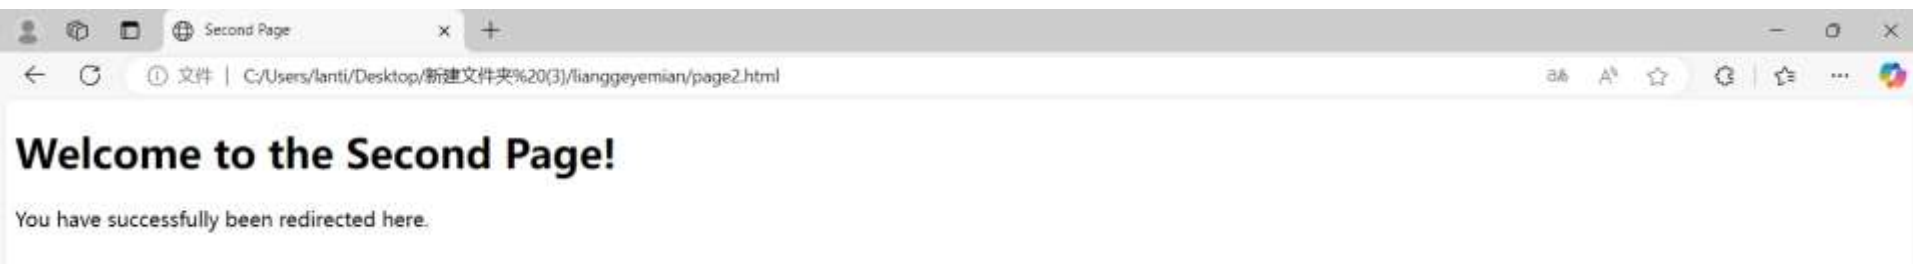 Second Page
文件 | C:/Users/lanti/Desktop/新建文件夹%20(3)/lianggeyemian/page2.html
Welcome to the Second Page!
You have successfully been redirected here.